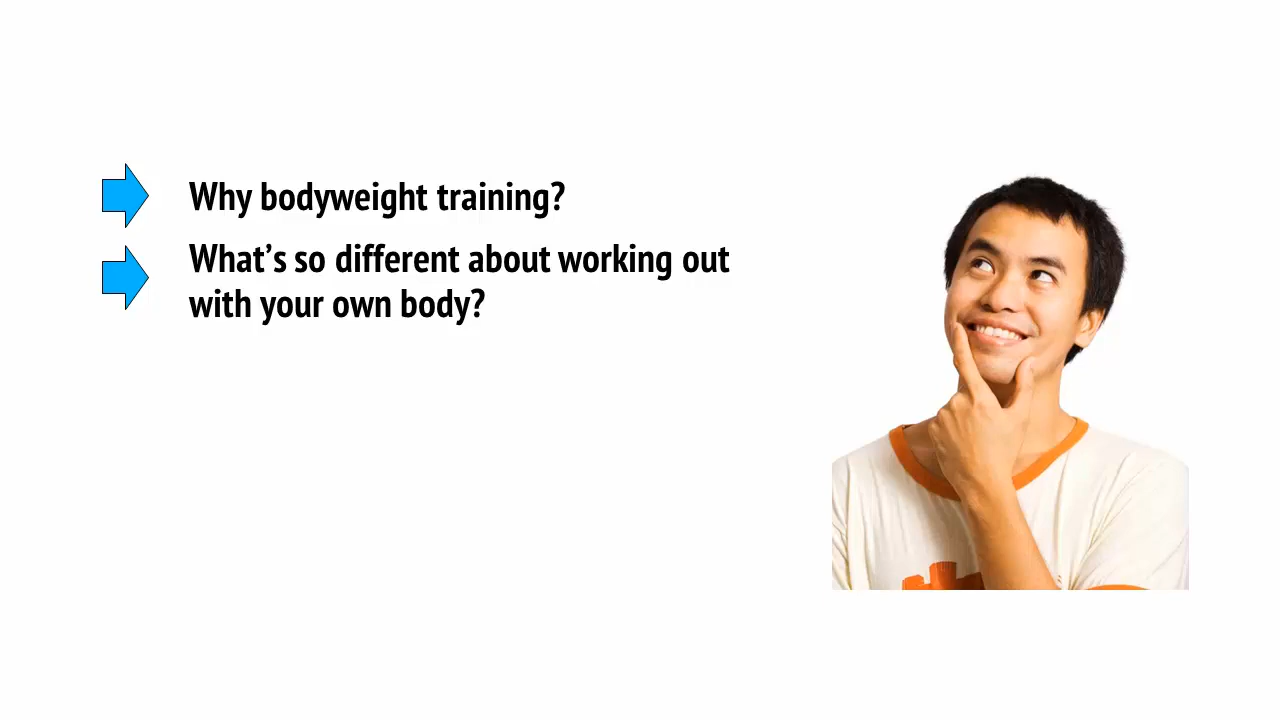 Why bodyweight training?
What’s so different about working out
with your own body?